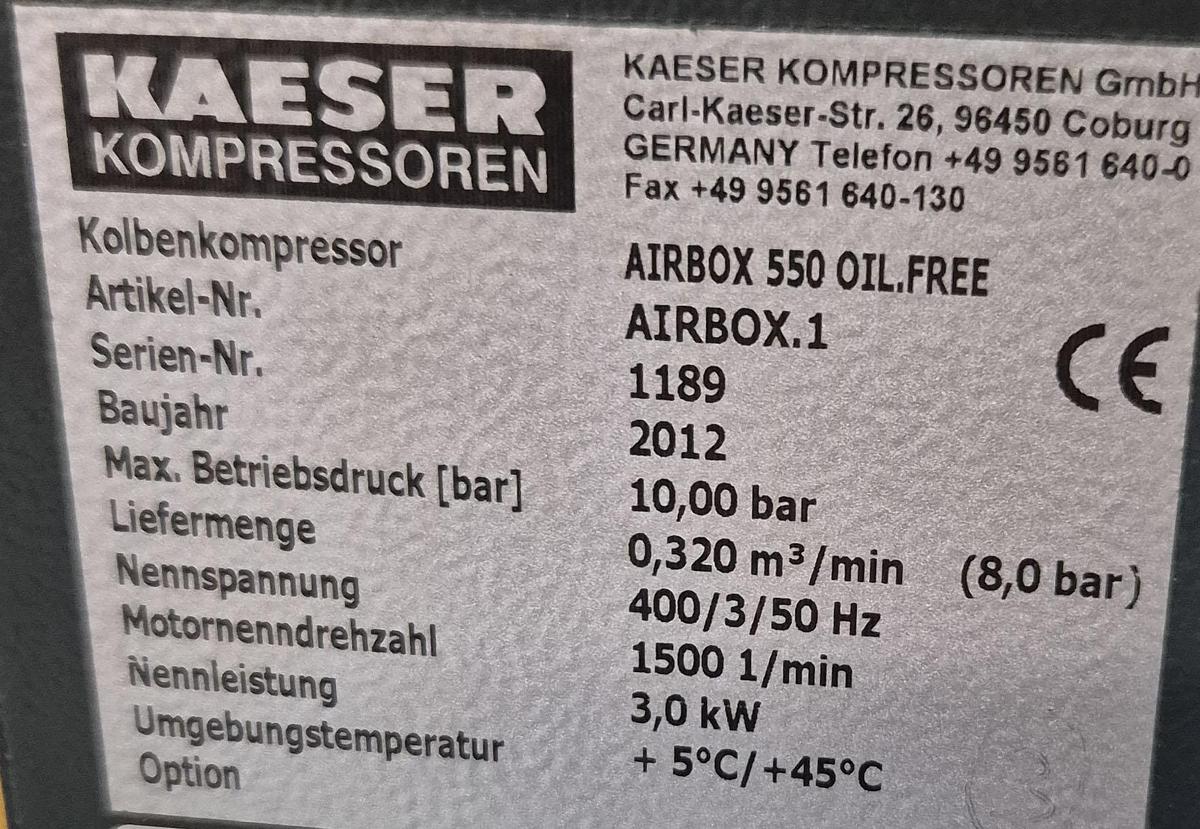 KAESER
KOMPRESSOREN
KAESER KOMPRESSOREN GmbH
Carl-Kaeser-Str. 26, 96450 Coburg
GERMANY Telefon +49 9561 640-0
Fax +49 9561 640-130
Kolbenkompressor AIRBOX 550 OIL.FREE
Artikel-Nr. AIRBOX.1
Serien-Nr. 1189
Baujahr 2012
Max. Betriebsdruck [bar] 10,00 bar
Liefermenge 0,320 m³/min (8,0 bar)
Nennspannung 400/3/50 Hz
Motornenndrehzahl 1500 1/min
Nennleistung 3,0 kW
Umgebungstemperatur + 5°C/+45°C
Option
CE